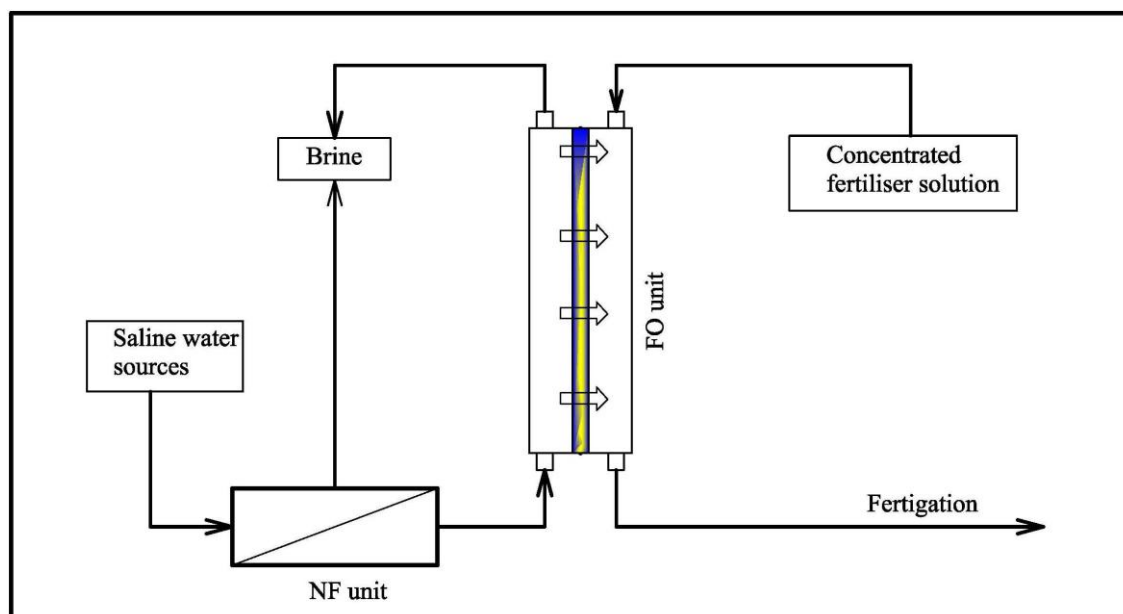 Brine
Concentrated
fertiliser solution
FO unit
Saline water
sources
Fertigation
NF unit